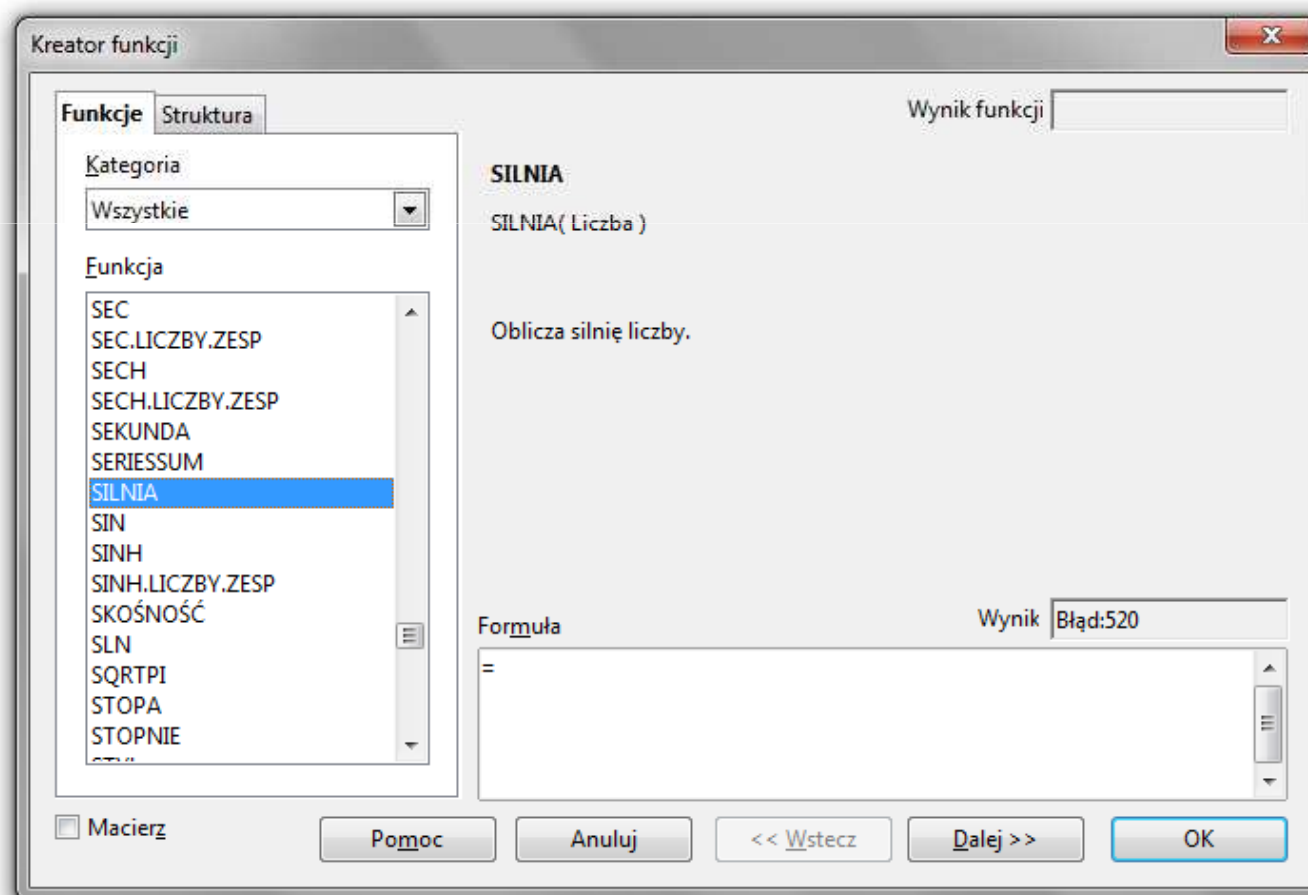 Kreator funkcji
Funkcje Struktura
Wynik funkcji
Kategoria
Wszystkie
Funkcja
SEC
SEC.LICZBY.ZESP
SECH
SECH.LICZBY.ZESP
SEKUNDA
SERIESSUM
SILNIA
SIN
SINH
SINH.LICZBY.ZESP
SKOŚNOŚĆ
SLN
SQRTPI
STOPA
STOPNIE
SILNIA
SILNIA( Liczba )
Oblicza silnię liczby.
Formuła
Wynik Błąd:520
=
Macierz
Pomoc
Anuluj
<< Wstecz
Dalej >>
OK